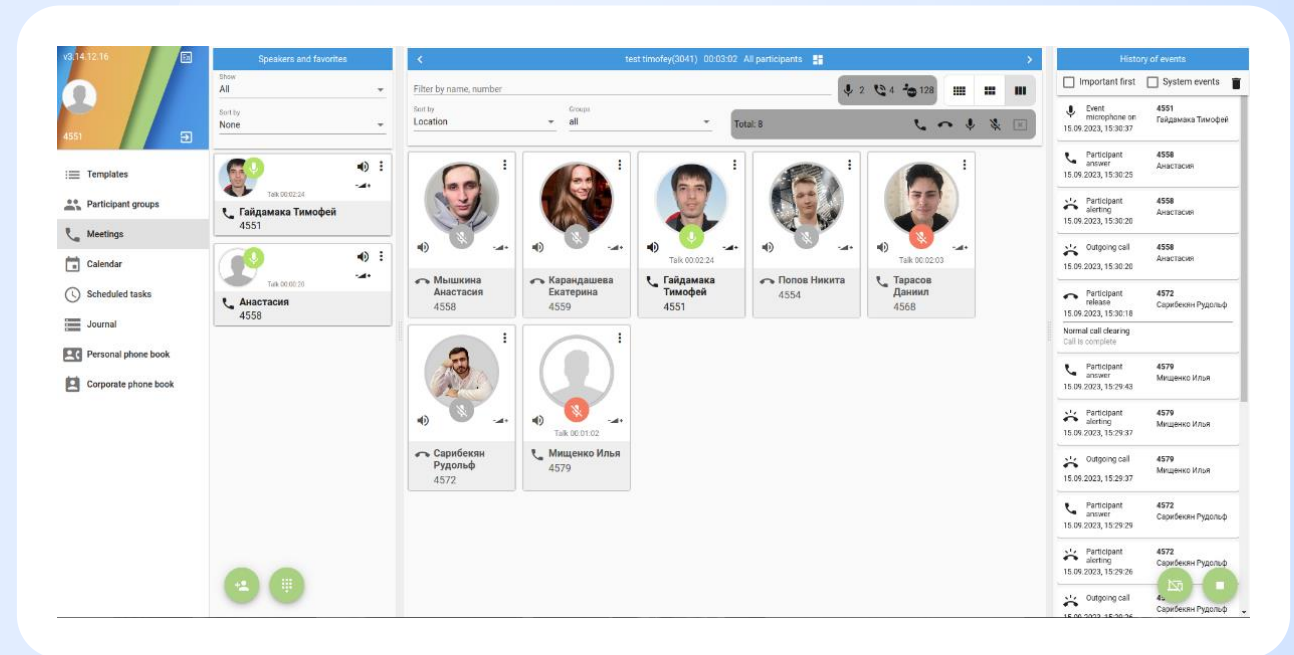 v3.14.12.16
4551
Templates
Participant groups
Meetings
Calendar
Scheduled tasks
Journal
Personal phone book
Corporate phone book
Speakers and favorites
Show
All
Sort by
None
Talk 00:02:24
Гайдамака Тимофей
4551
Talk 00:00:20
Анастасия
4558
test timofey(3041) 00:03:02 All participants
Filter by name, number
2 4 128
Sort by
Location
Groups
all
Total: 8
Мышкина
Анастасия
4558
Карандашева
Екатерина
4559
Talk 00:02:24
Гайдамака
Тимофей
4551
Попов Никита
4554
Talk 00:02:03
Тарасов
Даниил
4568
Сарибекян
Рудольф
4572
Talk 00:01:02
Мищенко Илья
4579
History of events
Important first System events
Event
microphone on
15.09.2023, 15:30:37
4551
Гайдамака Тимофей
Participant
answer
15.09.2023, 15:30:25
4558
Анастасия
Participant
alerting
15.09.2023, 15:30:20
4558
Анастасия
Outgoing call
15.09.2023, 15:30:20
4558
Анастасия
Participant
release
15.09.2023, 15:30:18
4572
Сарибекян Рудольф
Normal call clearing
Call is complete
Participant
answer
15.09.2023, 15:29:43
4579
Мищенко Илья
Participant
alerting
15.09.2023, 15:29:37
4579
Мищенко Илья
Outgoing call
15.09.2023, 15:29:37
4579
Мищенко Илья
Participant
answer
15.09.2023, 15:29:29
4572
Сарибекян Рудольф
Participant
alerting
15.09.2023, 15:29:26
4572
Сарибекян Рудольф
Outgoing call
Сарибекян Рудольф